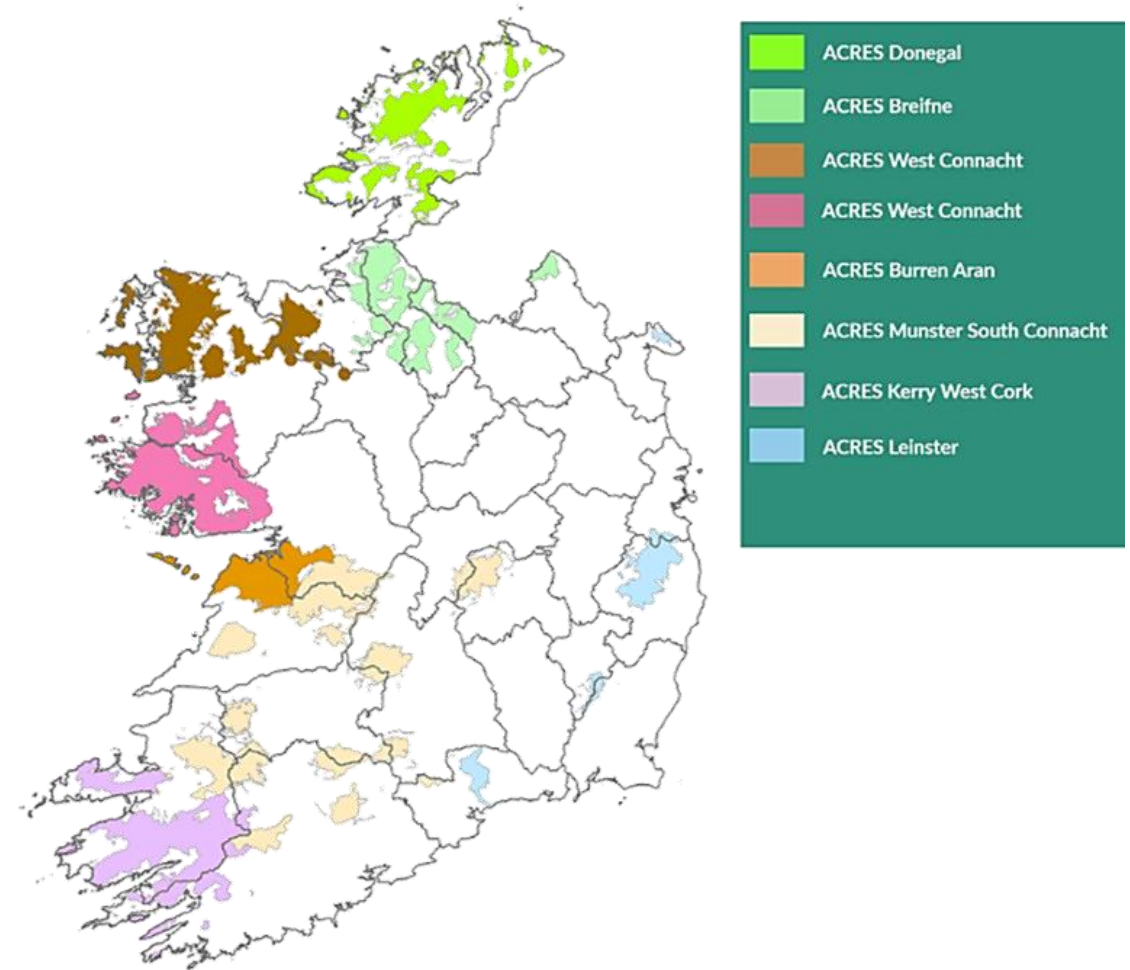 ACRES Donegal
ACRES Breifne
ACRES West Connacht
ACRES West Connacht
ACRES Burren Aran
ACRES Munster South Connacht
ACRES Kerry West Cork
ACRES Leinster